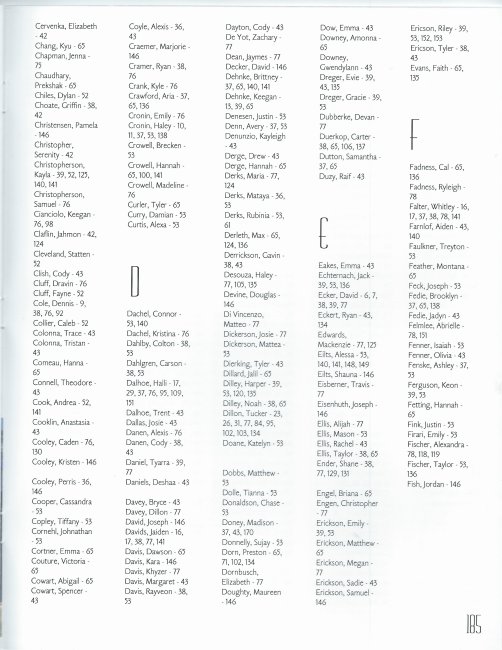 Cervenka, Elizabeth
- 42
Chang, Kyu - 65
Chapman, Jenna -
75
Chaudhary,
Prekshak - 65
Chiles, Dylan - 52
Choate, Griffin - 38,
42
Christensen, Pamela
- 146
Christopher,
Serenity - 42
Christopherson,
Kayla - 39, 52, 125,
140, 141
Christopherson,
Samuel - 76
Cianciolo, Keegan -
76, 98
Claflin, Jahmon - 42,
124
Cleveland, Statten -
52
Clish, Cody - 43
Cluff, Dravin - 76
Cluff, Fayne - 52
Cole, Dennis - 9,
38, 76, 92
Collier, Caleb - 52
Colonna, Trace - 43
Colonna, Tristan -
43
Comeau, Hanna -
65
Connell, Theodore -
43
Cook, Andrea - 52,
141
Cooklin, Anastasia -
43
Cooley, Caden - 76,
130
Cooley, Kristen - 146
Cooley, Perris - 36,
146
Cooper, Cassandra
- 53
Copley, Tiffany - 53
Cornehl, Johnathan
- 53
Cortner, Emma - 65
Couture, Victoria -
65
Cowart, Abigail - 65
Cowart, Spencer -
43
Coyle, Alexis - 36,
43
Craemer, Marjorie -
146
Cramer, Ryan - 38,
76
Crank, Kyle - 76
Crawford, Aria - 37,
65, 136
Cronin, Emily - 76
Cronin, Haley - 10,
11, 37, 53, 138
Crowell, Brecken -
53
Crowell, Hannah -
65, 100, 141
Crowell, Madeline -
76
Curler, Tyler - 65
Curry, Damian - 53
Curtis, Alexa - 53
D
Dachel, Connor -
53, 140
Dachel, Kristina - 76
Dahlby, Colton - 38,
53
Dahlgren, Carson -
38, 53
Dalhoe, Haili - 17,
29, 37, 76, 95, 109,
151
Dalhoe, Trent - 43
Dallas, Josie - 43
Danen, Alexis - 76
Danen, Cody - 38,
43
Daniel, Tyarra - 39,
77
Daniels, Deshaa - 43
Davey, Bryce - 43
Davey, Dillon - 77
David, Joseph - 146
Davids, Jaiden - 16,
17, 38, 77, 141
Davis, Dawson - 65
Davis, Kara - 146
Davis, Khyzer - 77
Davis, Margaret - 43
Davis, Rayveon - 38,
53
Dayton, Cody - 43
De Yot, Zachary -
77
Dean, Jaymes - 77
Decker, David - 146
Dehnke, Brittney -
37, 65, 140, 141
Dehnke, Keegan -
13, 39, 65
Denesen, Justin - 53
Denn, Avery - 37, 53
Denunzio, Kayleigh
- 43
Derge, Drew - 43
Derge, Hannah - 65
Derks, Maria - 77,
124
Derks, Mataya - 36,
53
Derks, Rubinia - 53,
61
Derleth, Max - 65,
124, 136
Derrickson, Gavin -
38, 43
Desouza, Haley -
77, 105, 135
Devine, Douglas -
146
Di Vincenzo,
Matteo - 77
Dickerson, Josie - 77
Dickerson, Mattea -
53
Dierking, Tyler - 43
Dillard, Jalil - 65
Dilley, Harper - 39,
53, 120, 135
Dilley, Noah - 38, 65
Dillon, Tucker - 23,
26, 31, 77, 84, 95,
102, 103, 134
Doane, Katelyn - 53
Dobbs, Matthew -
53
Dolle, Tianna - 53
Donaldson, Chase -
53
Doney, Madison -
37, 43, 170
Donnelly, Sujay - 53
Dorn, Preston - 65,
71, 102, 134
Dornbusch,
Elizabeth - 77
Doughty, Maureen
- 146
Dow, Emma - 43
Downey, Amonna -
65
Downey,
Gwendylann - 43
Dreger, Evie - 39,
43, 135
Dreger, Gracie - 39,
53
Dubberke, Devan -
77
Duerkop, Carter -
38, 65, 106, 137
Dutton, Samantha -
37, 65
Duzy, Raif - 43
E
Eakes, Emma - 43
Echternach, Jack -
39, 53, 136
Ecker, David - 6, 7,
38, 39, 77
Eckert, Ryan - 43,
134
Edwards,
Mackenzie - 77, 125
Eilts, Alessa - 53,
140, 141, 148, 149
Eilts, Shauna - 146
Eisberner, Travis -
77
Eisenhuth, Joseph -
146
Ellis, Alijah - 77
Ellis, Mason - 53
Ellis, Rachel - 43
Ellis, Taylor - 38, 65
Ender, Shane - 38,
77, 129, 131
Engel, Briana - 65
Engen, Christopher
- 77
Erickson, Emily -
39, 53
Erickson, Matthew -
65
Erickson, Megan -
77
Erickson, Sadie - 43
Erickson, Samuel -
146
Ericson, Riley - 39,
53, 152, 153
Ericson, Tyler - 38,
43
Evans, Faith - 65,
135
F
Fadness, Cal - 65,
136
Fadness, Ryleigh -
78
Falter, Whitley - 16,
17, 37, 38, 78, 141
Farnlof, Aiden - 43,
140
Faulkner, Treyton -
53
Feather, Montana -
65
Feck, Joseph - 53
Fedie, Brooklyn -
37, 65, 138
Fedie, Jadyn - 43
Felmlee, Abrielle -
78, 151
Fenner, Isaiah - 53
Fenner, Olivia - 43
Fenske, Ashley - 37,
53
Ferguson, Keon -
39, 53
Fetting, Hannah -
65
Fink, Justin - 53
Firari, Emily - 53
Fischer, Alexandra -
78, 118, 119
Fischer, Taylor - 53,
136
Fish, Jordan - 146
185